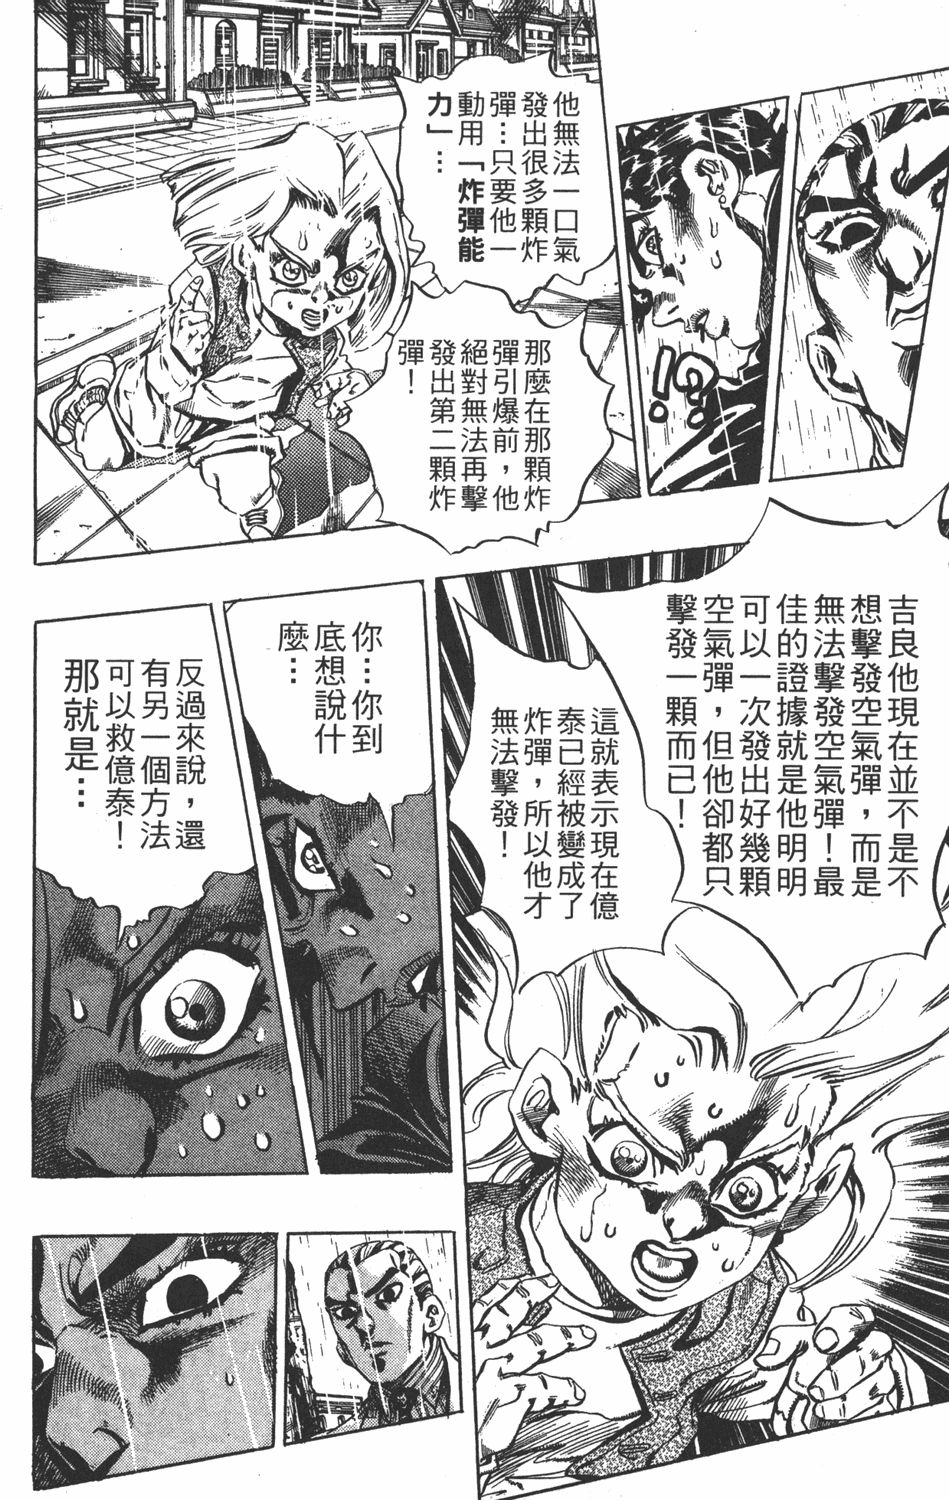 他無法一口氣
發出很多顆炸
彈…只要他一
動用「炸彈能
力」…
那麼在那顆炸
彈引爆前，他
絕對無法再擊
發出第二顆炸
彈！
!?
吉良他現在並不是不
想擊發空氣彈，而是
無法擊發空氣彈！最
佳的證據就是他明明
可以一次發出好幾顆
空氣彈，但他卻都只
擊發一顆而已！
這就表示現在億
泰已經被變成了
炸彈，所以他才
無法擊發！
你…你到
底想說什
麼…
反過來說，還
有另一個方法
可以救億泰！
那就是…